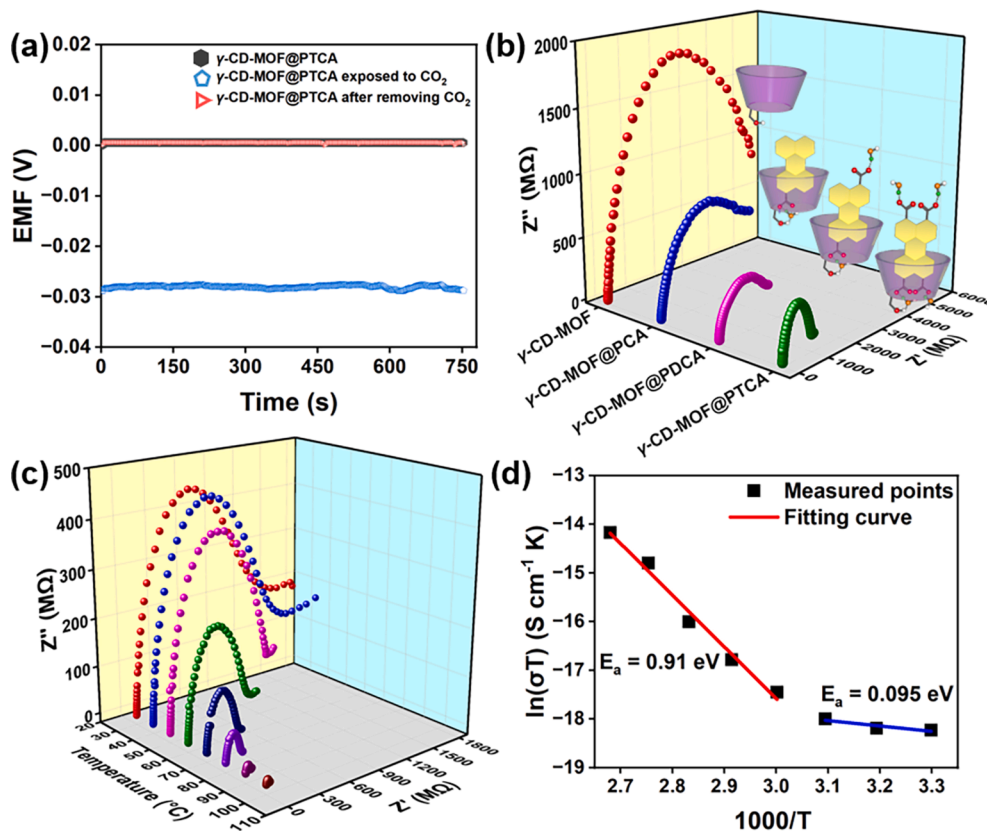 (a)
0.02
0.01
0.00
−0.01
−0.02
−0.03
−0.04
EMF (V)
γ-CD-MOF@PTCA
γ-CD-MOF@PTCA exposed to CO₂
γ-CD-MOF@PTCA after removing CO₂
0 150 300 450 600 750
Time (s)
(b)
2000
1500
1000
500
0
Z'' (MΩ)
γ-CD-MOF
γ-CD-MOF@PCA
γ-CD-MOF@PDCA
γ-CD-MOF@PTCA
0 1000 2000 3000 4000 5000 6000
Z' (MΩ)
(c)
500
400
300
200
100
0
Z'' (MΩ)
20 30 40 50 60 70 80 90 100 110
Temperature (°C)
0 300 600 900 1200 1500 1800
Z' (MΩ)
(d)
−13
−14
−15
−16
−17
−18
−19
ln(σT) (S cm⁻¹ K)
Measured points
Fitting curve
Eₐ = 0.91 eV
Eₐ = 0.095 eV
2.7 2.8 2.9 3.0 3.1 3.2 3.3
1000/T